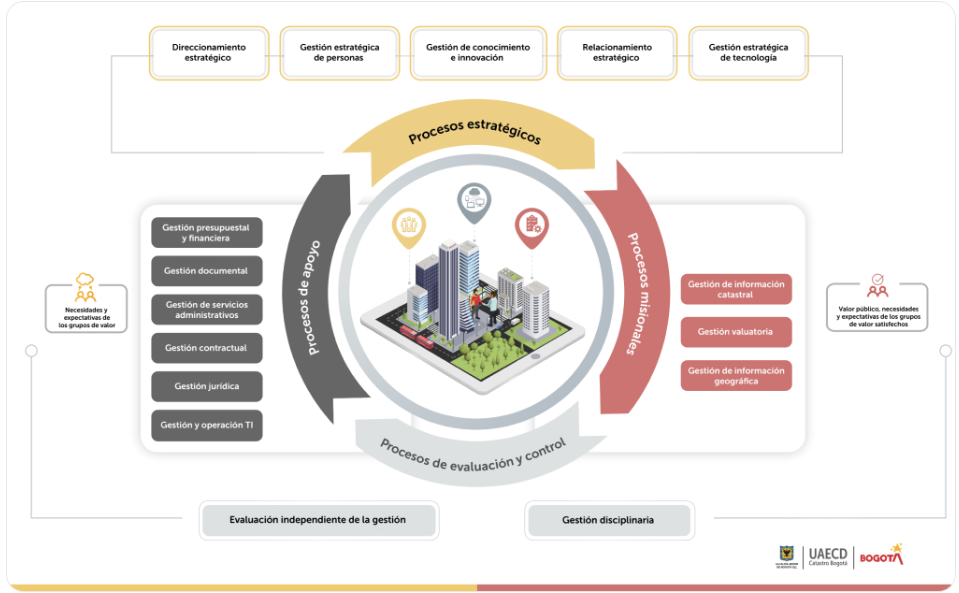 Direccionamiento
estratégico
Gestión estratégica
de personas
Gestión de conocimiento
e innovación
Relacionamiento
estratégico
Gestión estratégica
de tecnología
Procesos estratégicos
Procesos de apoyo
Gestión presupuestal
y financiera
Gestión documental
Gestión de servicios
administrativos
Gestión contractual
Gestión jurídica
Gestión y operación TI
Necesidades y
expectativas de
los grupos de valor
Procesos misionales
Gestión de información
catastral
Gestión valuatoria
Gestión de información
geográfica
Valor público, necesidades
y expectativas de los grupos
de valor satisfechos
Procesos de evaluación y control
Evaluación independiente de la gestión
Gestión disciplinaria
UAECD
Catastro Bogotá
BOGOTÁ